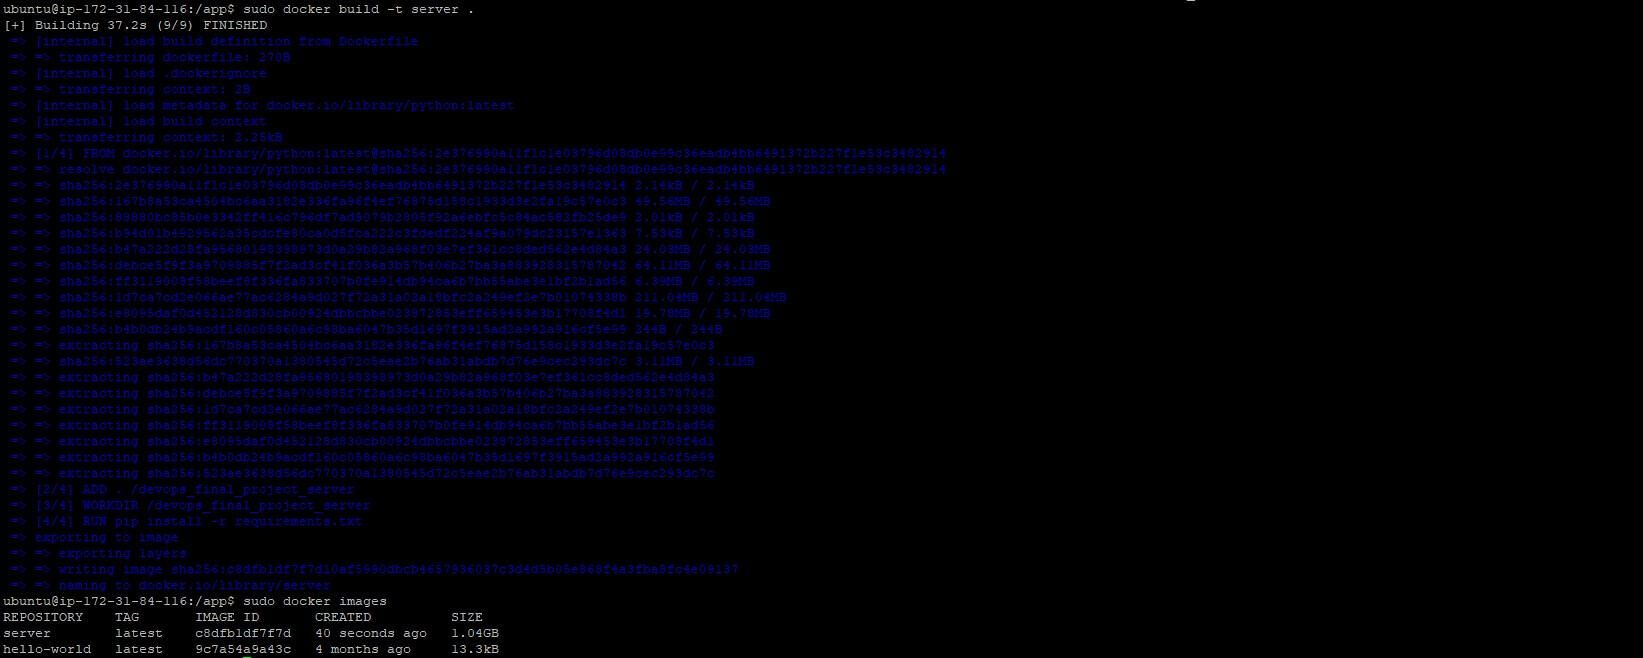 ubuntu@ip-172-31-84-116:/app$ sudo docker build -t server .
[+] Building 37.2s (9/9) FINISHED
=> [internal] load build definition from Dockerfile
=> => transferring dockerfile: 270B
=> [internal] load .dockerignore
=> => transferring context: 2B
=> [internal] load metadata for docker.io/library/python:latest
=> [internal] load build context
=> => transferring context: 2.25kB
=> [1/4] FROM docker.io/library/python:latest@sha256:2e376990a11f1c1e03796d08db0e99c36eadb4bb6491372b227f1e53c3482914
=> => resolve docker.io/library/python:latest@sha256:2e376990a11f1c1e03796d08db0e99c36eadb4bb6491372b227f1e53c3482914
=> => sha256:2e376990a11f1c1e03796d08db0e99c36eadb4bb6491372b227f1e53c3482914 2.14kB / 2.14kB
=> => sha256:167b8a53ca4504bc6aa3182e336fa96f4ef76875d158c1933d3e2fa19c57e0c3 49.56MB / 49.56MB
=> => sha256:88880bc85b0e3342ff416c796df7ad9079b2805f92a6ebfc5c84ac582fb25de9 2.01kB / 2.01kB
=> => sha256:b94d01b4929562a35cdcfe80ca0d5fca222c3fdedf224af9a079dc23157e1363 7.53kB / 7.53kB
=> => sha256:b47a222d28fa95680198398973d0a29b82a968f03e7ef361cc8ded562e4d84a3 24.03MB / 24.03MB
=> => sha256:debce5f9f3a9709885f7f2ad3cf41f036a3b57b406b27ba3a883928315787042 64.11MB / 64.11MB
=> => sha256:ff3119008f58beef8f336fa833707b0fe914db94ca6b7bb55abe3e1bf2b1ad56 6.39MB / 6.39MB
=> => sha256:1d7ca7cd2e066ae77ac6284a9d027f72a31a02a18bfc2a249ef2e7b01074338b 211.04MB / 211.04MB
=> => sha256:e8095daf0d452128d830cb00924dbbcbbe023872853eff659453e3b17708f4d1 19.78MB / 19.78MB
=> => sha256:b4b0db24b9acdf160c05860a6c98ba6047b35d1697f3915ad2a992a916cf5e99 244B / 244B
=> => extracting sha256:167b8a53ca4504bc6aa3182e336fa96f4ef76875d158c1933d3e2fa19c57e0c3
=> => sha256:523ae3638d56dc770370a1380545d72c5eae2b76ab31abdb7d76e9cec293dc7c 3.11MB / 3.11MB
=> => extracting sha256:b47a222d28fa95680198398973d0a29b82a968f03e7ef361cc8ded562e4d84a3
=> => extracting sha256:debce5f9f3a9709885f7f2ad3cf41f036a3b57b406b27ba3a883928315787042
=> => extracting sha256:1d7ca7cd2e066ae77ac6284a9d027f72a31a02a18bfc2a249ef2e7b01074338b
=> => extracting sha256:ff3119008f58beef8f336fa833707b0fe914db94ca6b7bb55abe3e1bf2b1ad56
=> => extracting sha256:e8095daf0d452128d830cb00924dbbcbbe023872853eff659453e3b17708f4d1
=> => extracting sha256:b4b0db24b9acdf160c05860a6c98ba6047b35d1697f3915ad2a992a916cf5e99
=> => extracting sha256:523ae3638d56dc770370a1380545d72c5eae2b76ab31abdb7d76e9cec293dc7c
=> [2/4] ADD . /devops_final_project_server
=> [3/4] WORKDIR /devops_final_project_server
=> [4/4] RUN pip install -r requirements.txt
=> exporting to image
=> => exporting layers
=> => writing image sha256:c8dfb1df7f7d10af5990dbcb4657936037c3d4d5b05e868f4a3fba8fc4e09137
=> => naming to docker.io/library/server
ubuntu@ip-172-31-84-116:/app$ sudo docker images
REPOSITORY TAG IMAGE ID CREATED SIZE
server latest c8dfb1df7f7d 40 seconds ago 1.04GB
hello-world latest 9c7a54a9a43c 4 months ago 13.3kB